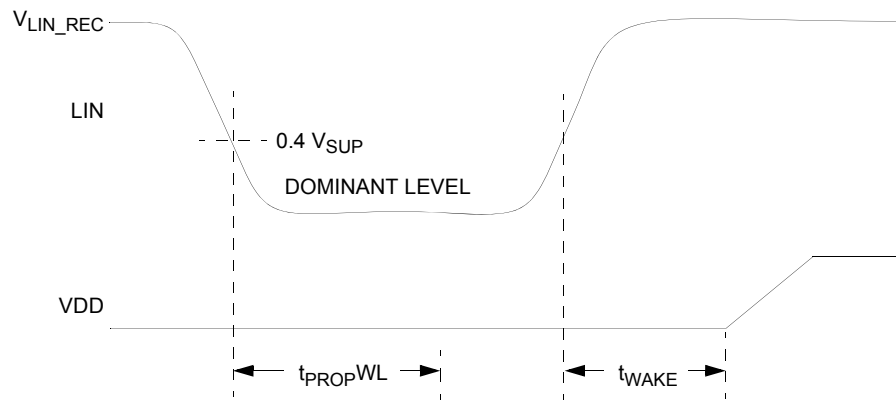 VLIN_REC
LIN
0.4 VSUP
DOMINANT LEVEL
VDD
tPROPWL
tWAKE